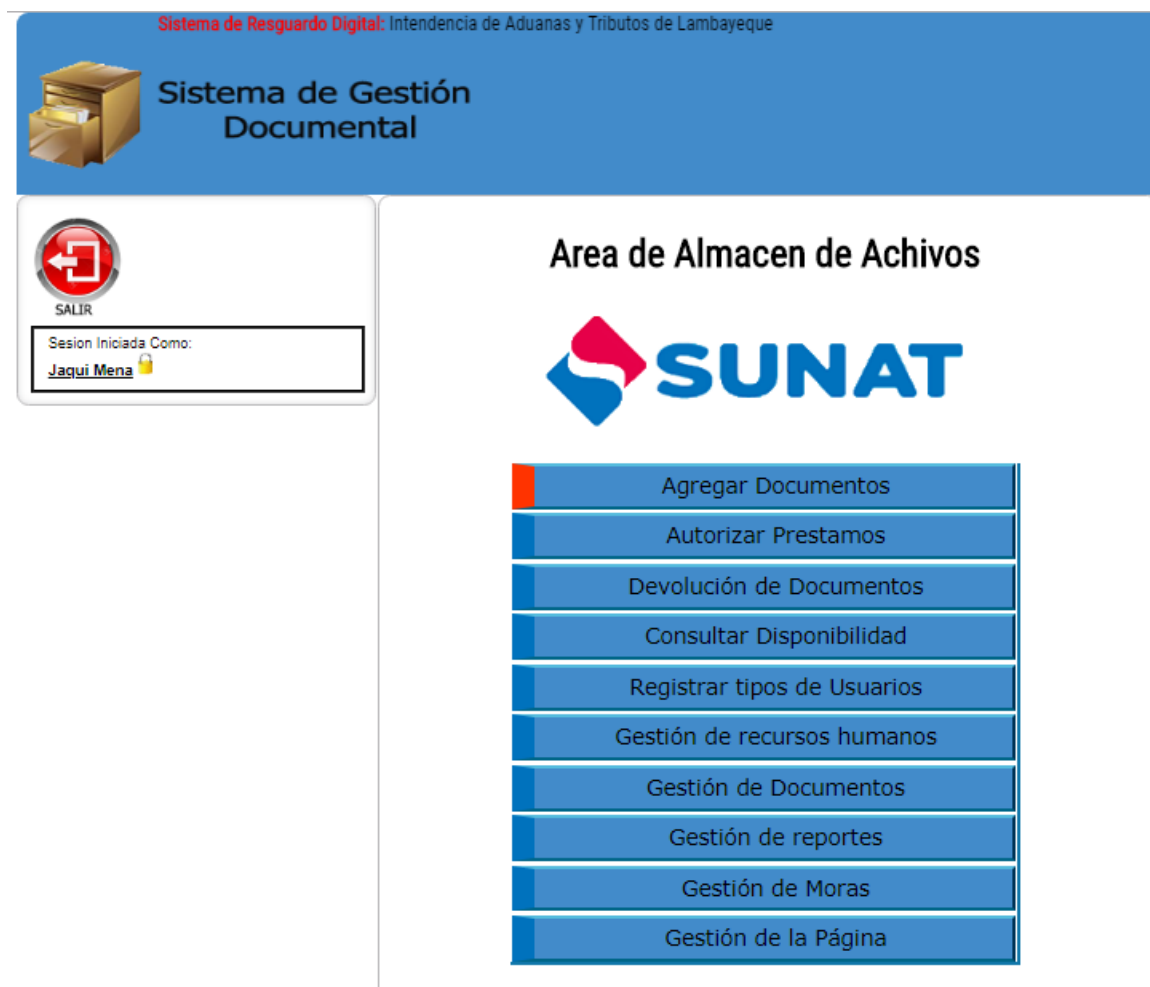 Sistema de Resguardo Digital: Intendencia de Aduanas y Tributos de Lambayeque
Sistema de Gestión
Documental
SALIR
Sesion Iniciada Como:
Jaqui Mena
Area de Almacen de Achivos
SUNAT
Agregar Documentos
Autorizar Prestamos
Devolución de Documentos
Consultar Disponibilidad
Registrar tipos de Usuarios
Gestión de recursos humanos
Gestión de Documentos
Gestión de reportes
Gestión de Moras
Gestión de la Página